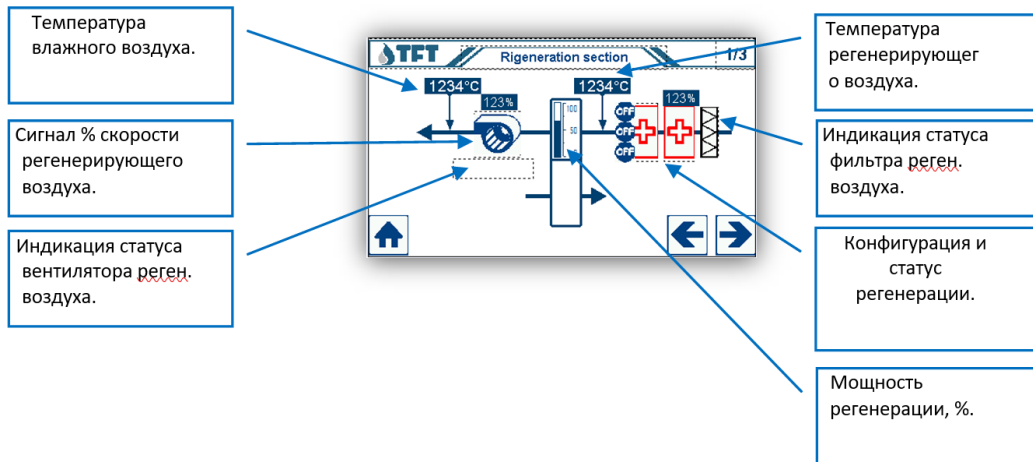 Температура
влажного воздуха.
Сигнал % скорости
регенерирующего
воздуха.
Индикация статуса
вентилятора реген.
воздуха.
TFT
Rigeneration section
1/3
1234°C
1234°C
123%
123%
100
50
0
OFF
OFF
OFF
Температура
регенерирующег
о воздуха.
Индикация статуса
фильтра реген.
воздуха.
Конфигурация и
статус
регенерации.
Мощность
регенерации, %.